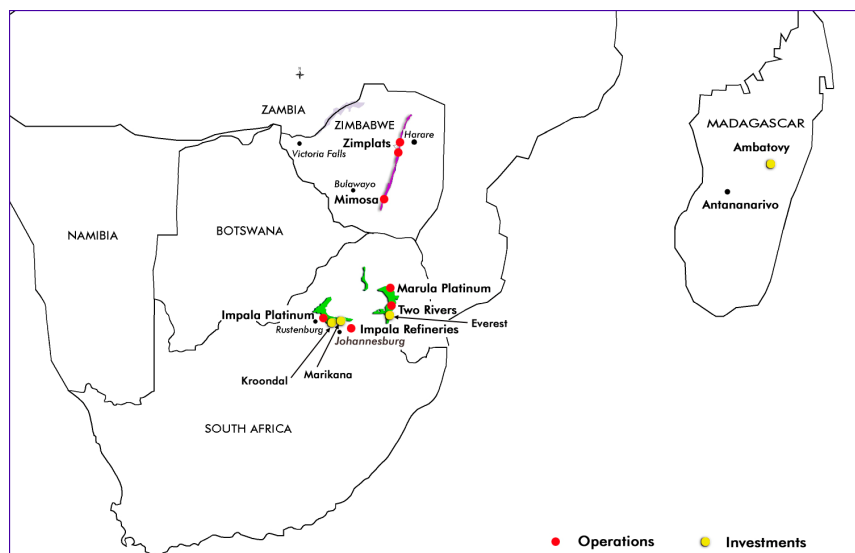 ZAMBIA
ZIMBABWE
Harare
Zimplats
Victoria Falls
Bulawayo
Mimosa
MADAGASCAR
Ambatovy
Antananarivo
NAMIBIA
BOTSWANA
Marula Platinum
Impala Platinum
Two Rivers
Everest
Rustenburg
Impala Refineries
Johannesburg
Marikana
Kroondal
SOUTH AFRICA
Operations
Investments